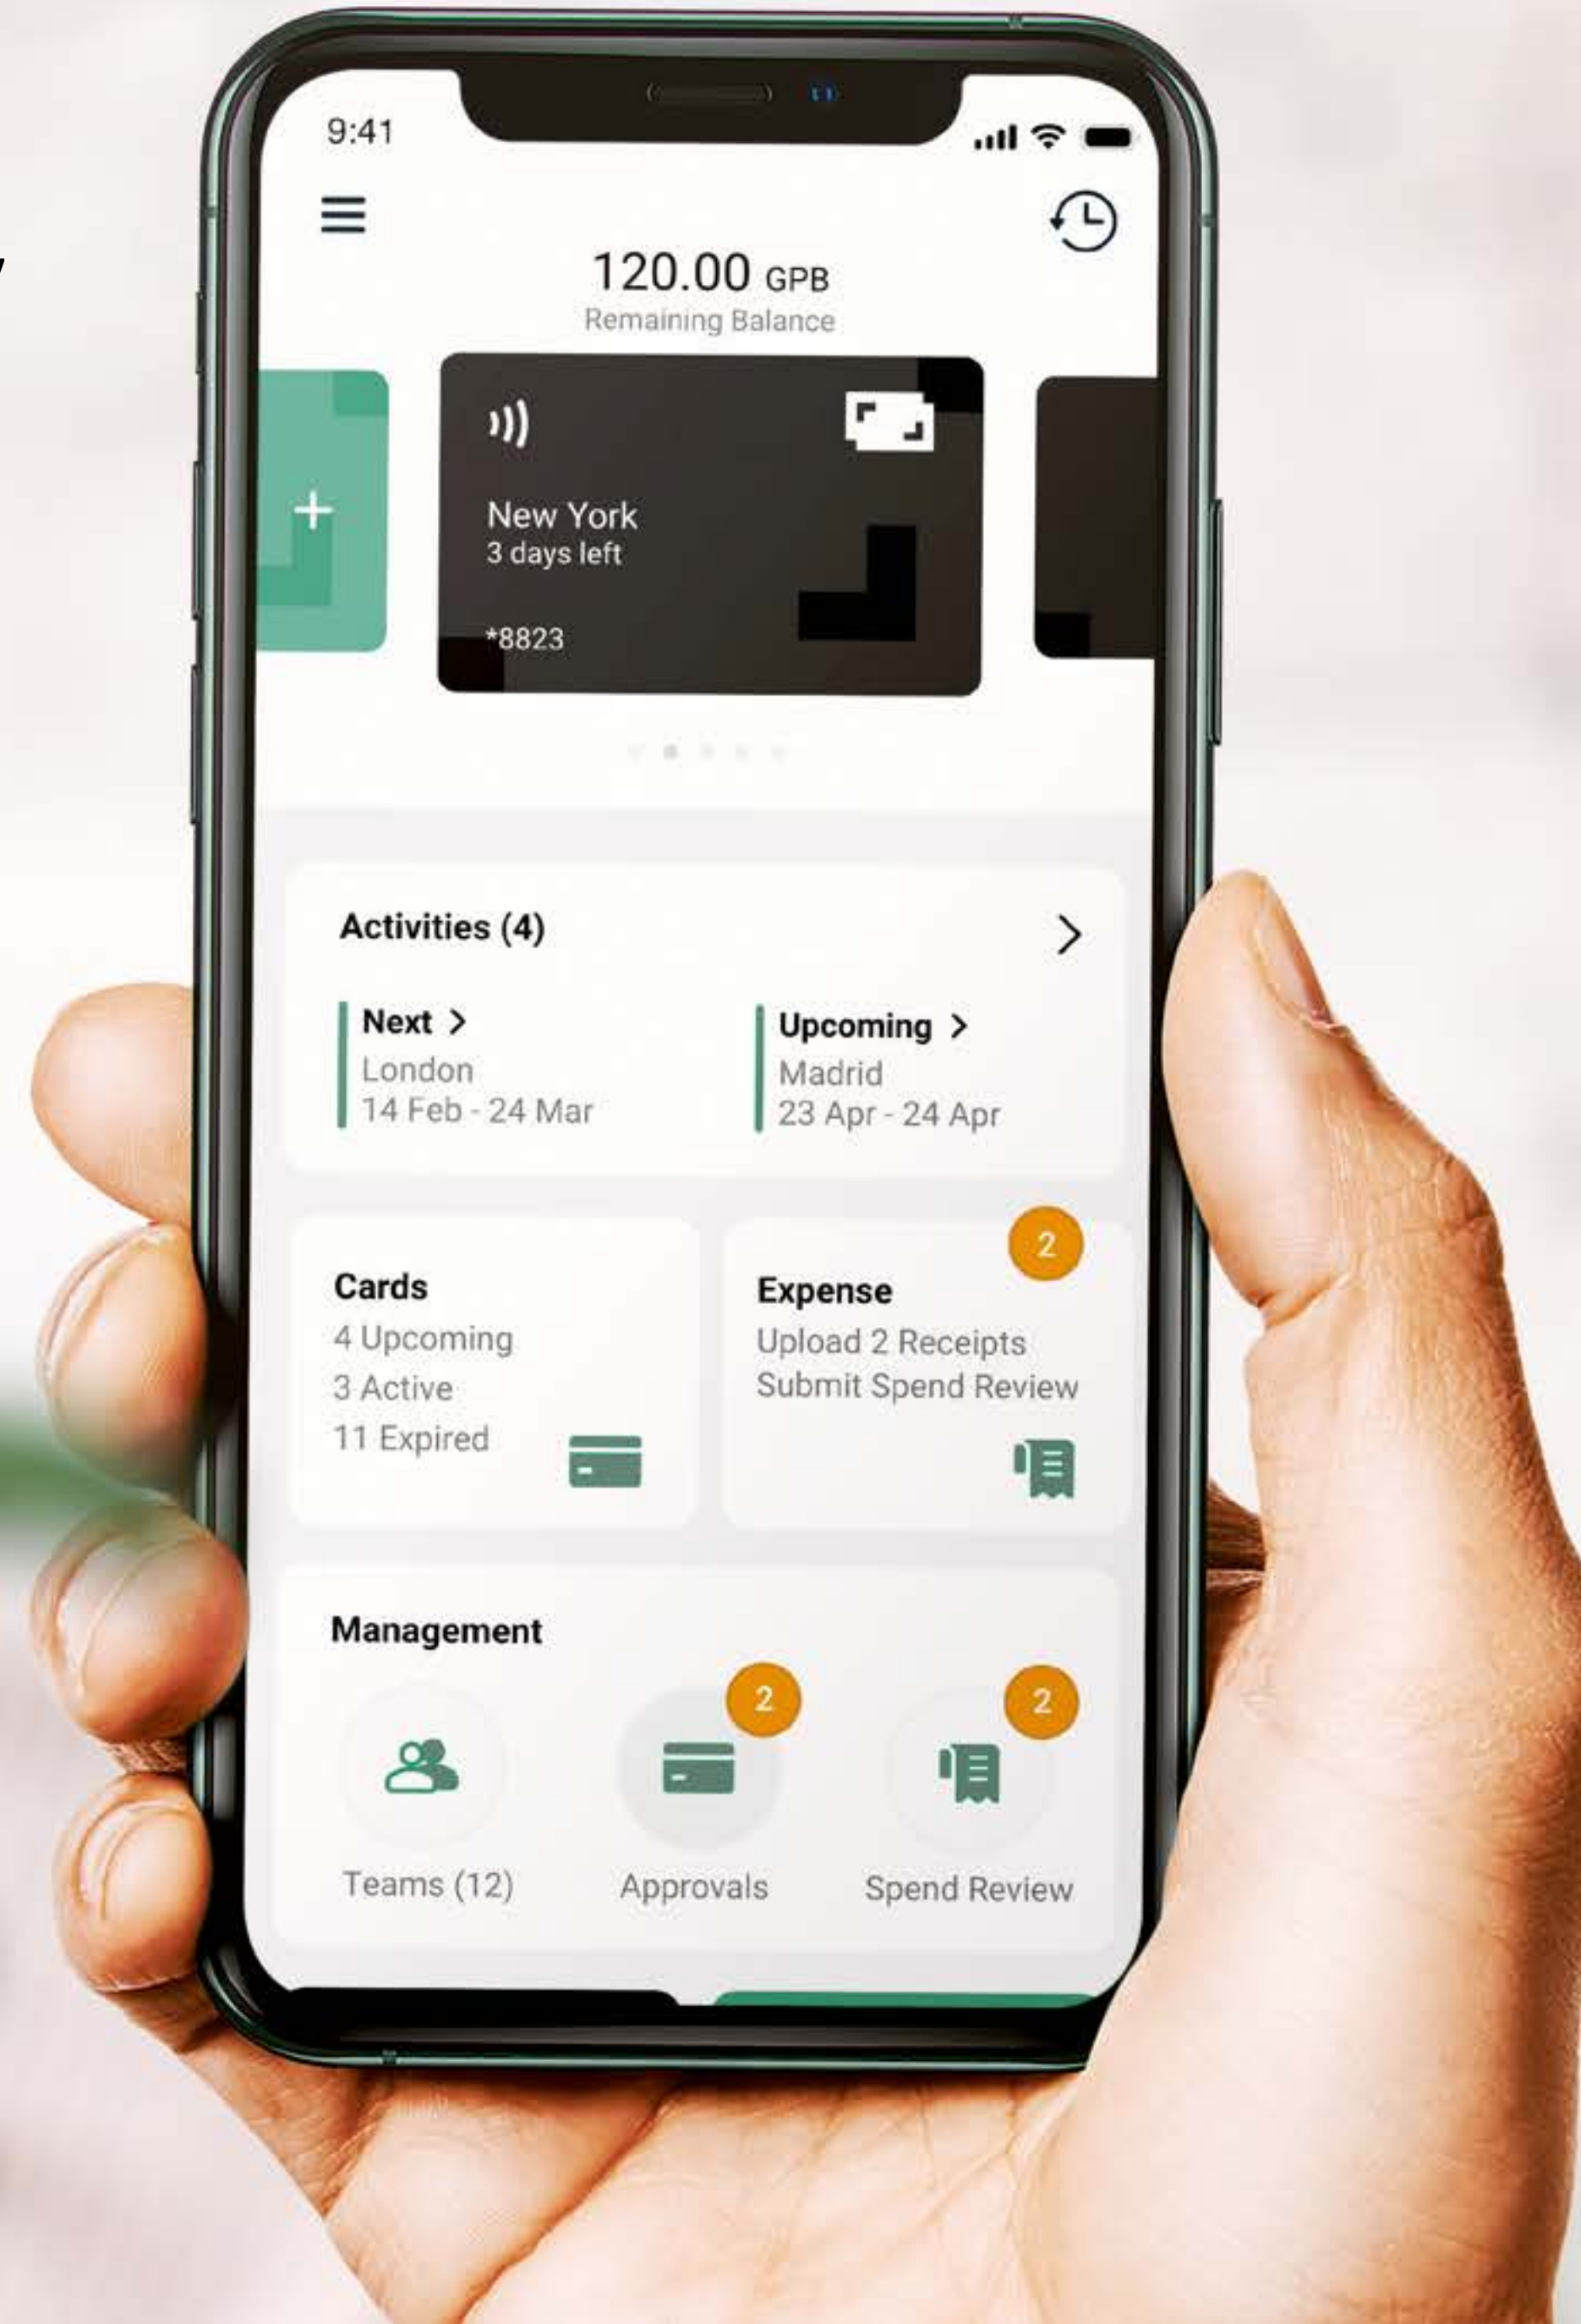 9:41
120.00 GPB
Remaining Balance
New York
3 days left
*8823
Activities (4)
Next >
London
14 Feb - 24 Mar
Upcoming >
Madrid
23 Apr - 24 Apr
Cards
4 Upcoming
3 Active
11 Expired
2
Expense
Upload 2 Receipts
Submit Spend Review
Management
2
2
Teams (12)
Approvals
Spend Review